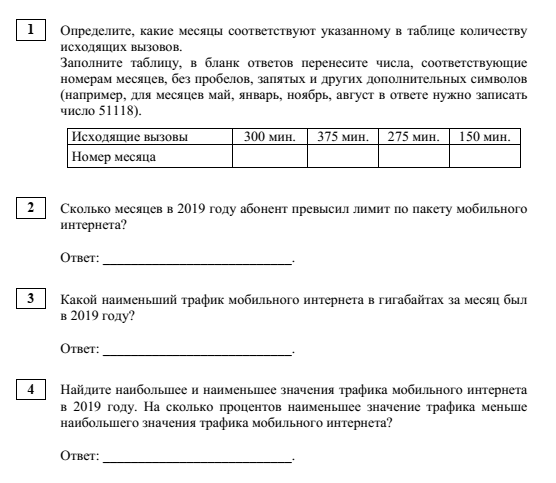 1
Определите, какие месяцы соответствуют указанному в таблице количеству
исходящих вызовов.
Заполните таблицу, в бланк ответов перенесите числа, соответствующие
номерам месяцев, без пробелов, запятых и других дополнительных символов
(например, для месяцев май, январь, ноябрь, август в ответе нужно записать
число 51118).
Исходящие вызовы 300 мин. 375 мин. 275 мин. 150 мин.
Номер месяца
2
Сколько месяцев в 2019 году абонент превысил лимит по пакету мобильного
интернета?
Ответ: ___________________________.
3
Какой наименьший трафик мобильного интернета в гигабайтах за месяц был
в 2019 году?
Ответ: ___________________________.
4
Найдите наибольшее и наименьшее значения трафика мобильного интернета
в 2019 году. На сколько процентов наименьшее значение трафика меньше
наибольшего значения трафика мобильного интернета?
Ответ: ___________________________.